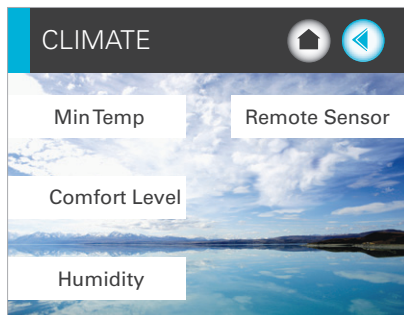 CLIMATE
Min Temp
Remote Sensor
Comfort Level
Humidity